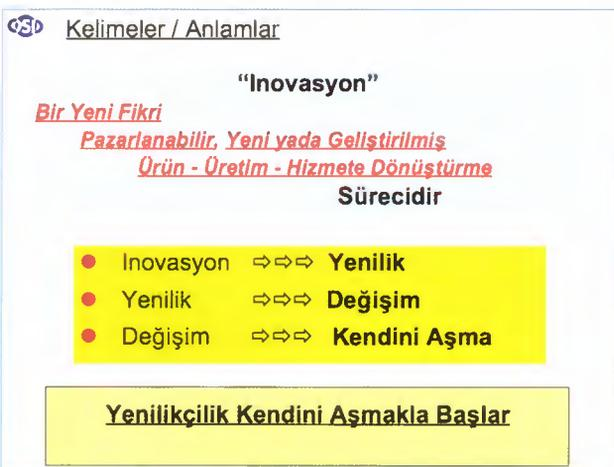 OSD
Kelimeler / Anlamlar
“Inovasyon”
Bir Yeni Fikri
Pazarlanabilir, Yeni yada Geliştirilmiş
Ürün - Üretim - Hizmete Dönüştürme
Sürecidir
● Inovasyon ⇨⇨⇨ Yenilik
● Yenilik ⇨⇨⇨ Değişim
● Değişim ⇨⇨⇨ Kendini Aşma
Yenilikçilik Kendini Aşmakla Başlar